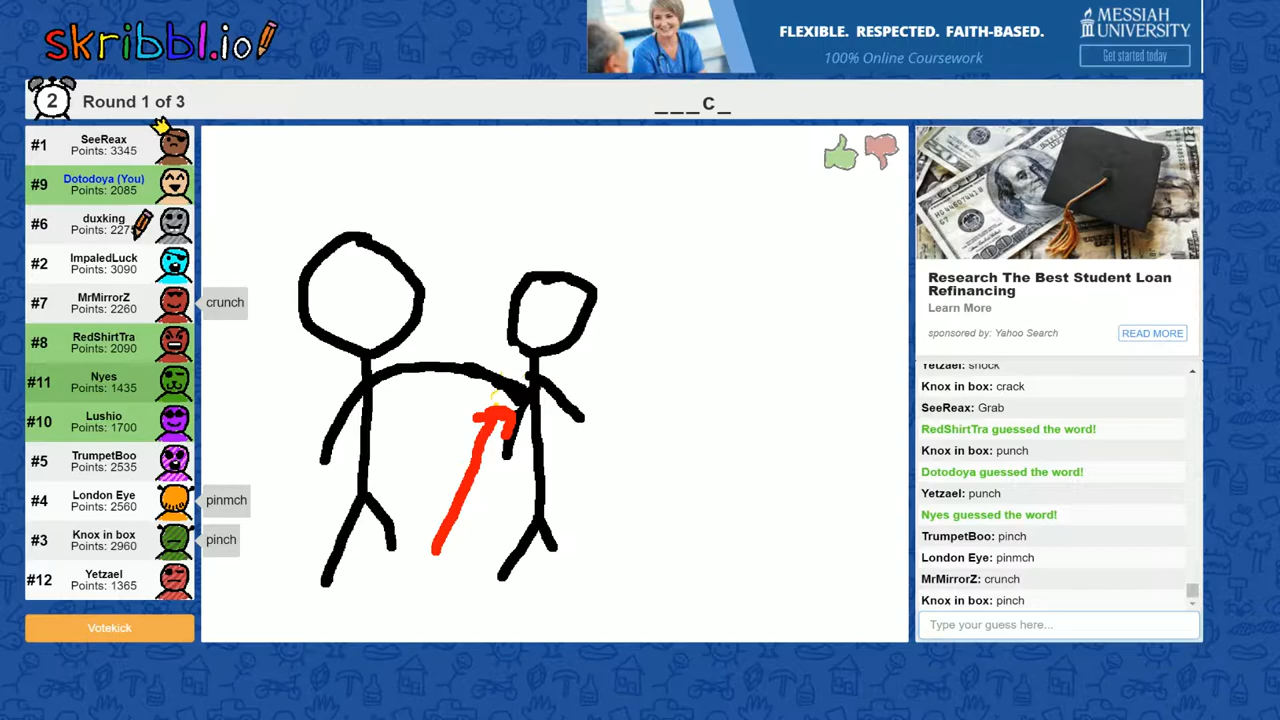 skribbl.io!
FLEXIBLE. RESPECTED. FAITH-BASED.
100% Online Coursework
MESSIAH
UNIVERSITY
Get started today
2
Round 1 of 3
___c_
#1
SeeReax
Points: 3345
#9
Dotodoya (You)
Points: 2085
#6
duxking
Points: 227
#2
ImpaledLuck
Points: 3090
#7
MrMirrorZ
Points: 2260
crunch
#8
RedShirtTra
Points: 2090
#11
Nyes
Points: 1435
#10
Lushio
Points: 1700
#5
TrumpetBoo
Points: 2535
#4
London Eye
Points: 2560
pinmch
#3
Knox in box
Points: 2960
pinch
#12
Yetzael
Points: 1365
Votekick
Research The Best Student Loan
Refinancing
Learn More
sponsored by: Yahoo Search
READ MORE
Yetzael: shock
Knox in box: crack
SeeReax: Grab
RedShirtTra guessed the word!
Knox in box: punch
Dotodoya guessed the word!
Yetzael: punch
Nyes guessed the word!
TrumpetBoo: pinch
London Eye: pinmch
MrMirrorZ: crunch
Knox in box: pinch
Type your guess here...